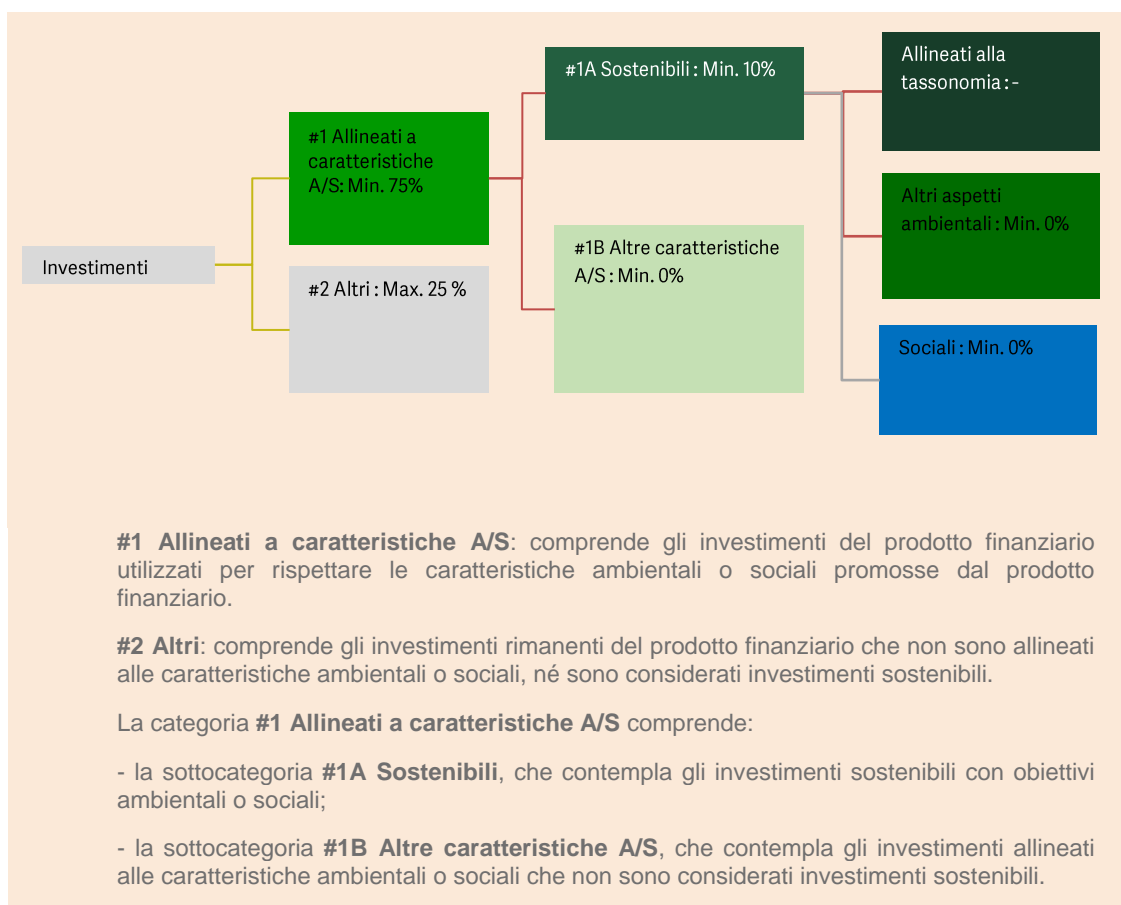 Investimenti
#1 Allineati a
caratteristiche
A/S: Min. 75%
#2 Altri : Max. 25 %
#1A Sostenibili : Min. 10%
#1B Altre caratteristiche
A/S : Min. 0%
Allineati alla
tassonomia : -
Altri aspetti
ambientali : Min. 0%
Sociali : Min. 0%
#1 Allineati a caratteristiche A/S: comprende gli investimenti del prodotto finanziario
utilizzati per rispettare le caratteristiche ambientali o sociali promosse dal prodotto
finanziario.
#2 Altri: comprende gli investimenti rimanenti del prodotto finanziario che non sono allineati
alle caratteristiche ambientali o sociali, né sono considerati investimenti sostenibili.
La categoria #1 Allineati a caratteristiche A/S comprende:
- la sottocategoria #1A Sostenibili, che contempla gli investimenti sostenibili con obiettivi
ambientali o sociali;
- la sottocategoria #1B Altre caratteristiche A/S, che contempla gli investimenti allineati
alle caratteristiche ambientali o sociali che non sono considerati investimenti sostenibili.